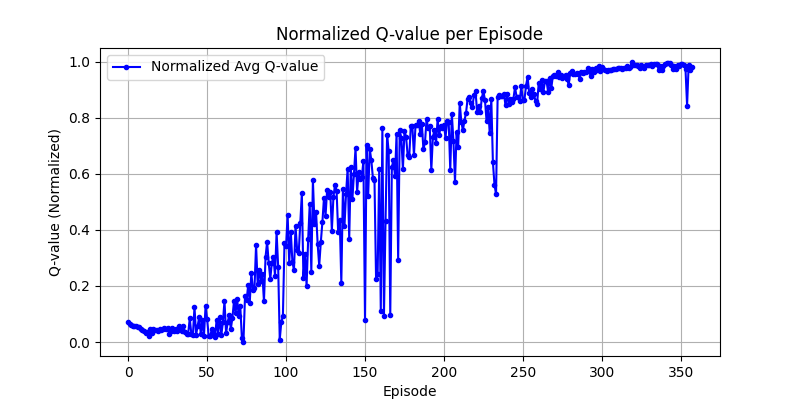 Normalized Q-value per Episode
Normalized Avg Q-value
Q-value (Normalized)
1.0
0.8
0.6
0.4
0.2
0.0
0 50 100 150 200 250 300 350
Episode